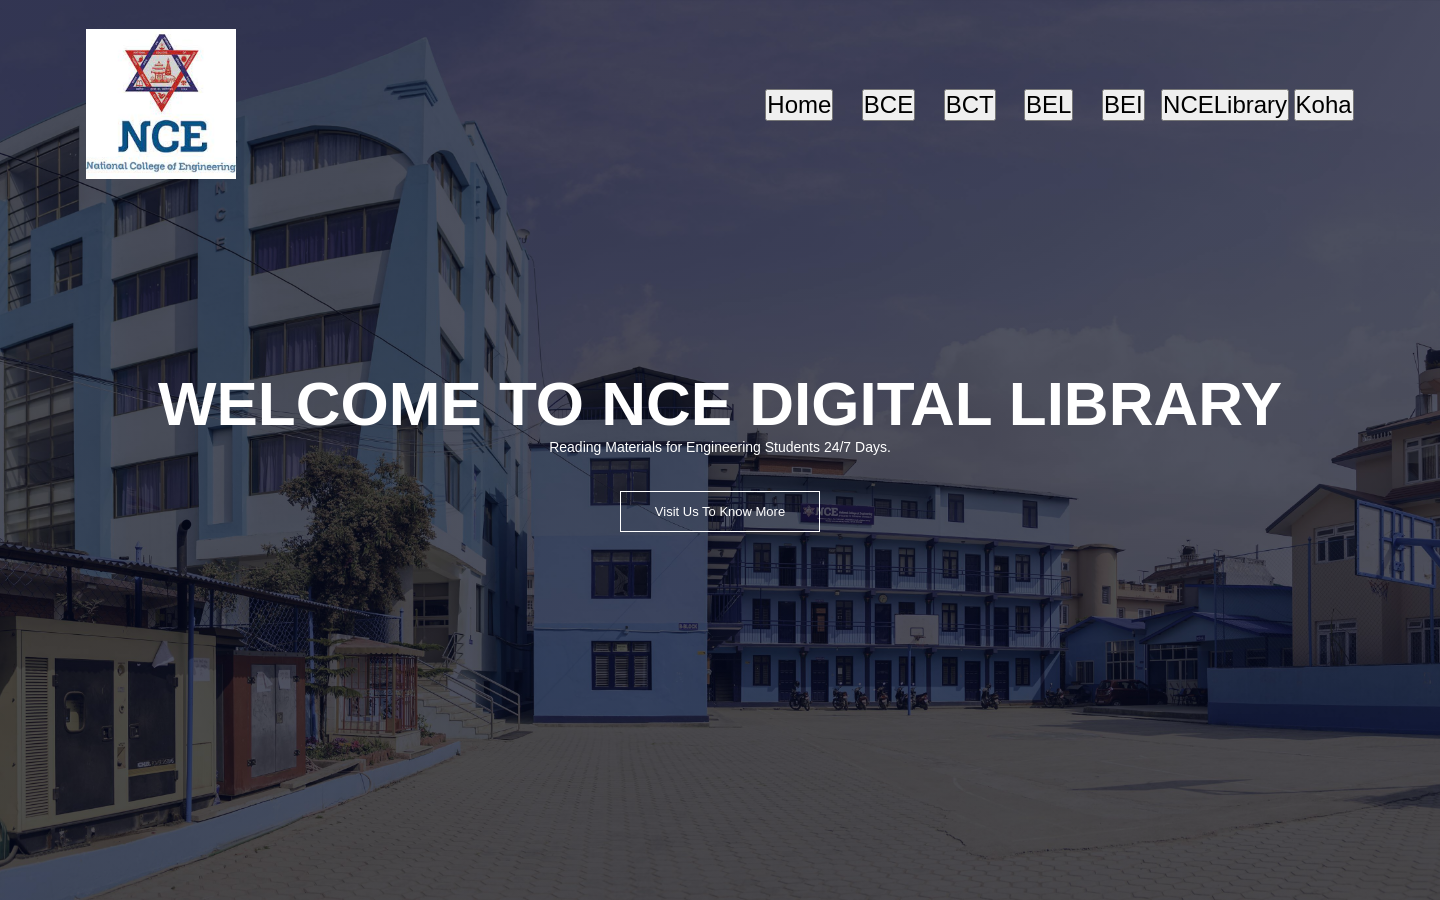 NCE
National College of Engineering
Home
BCE
BCT
BEL
BEI
NCELibrary
Koha
N
C
E
WELCOME TO NCE DIGITAL LIBRARY
Reading Materials for Engineering Students 24/7 Days.
Visit Us To Know More
NCE